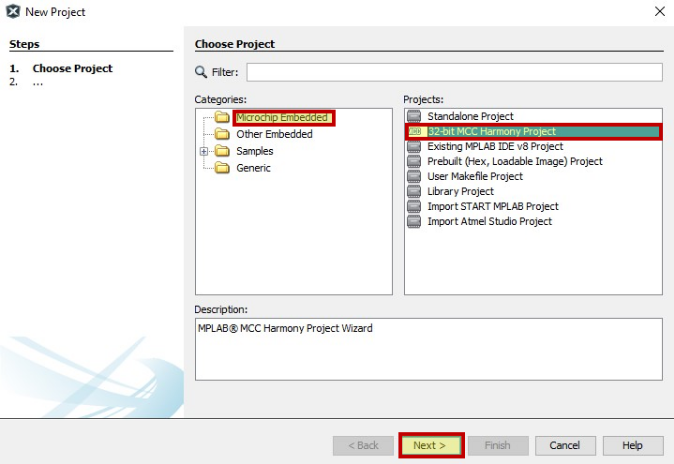 New Project
Steps
1. Choose Project
2. ...
Choose Project
Filter:
Categories:
Microchip Embedded
Other Embedded
Samples
Generic
Projects:
Standalone Project
32-bit MCC Harmony Project
Existing MPLAB IDE v8 Project
Prebuilt (Hex, Loadable Image) Project
User Makefile Project
Library Project
Import START MPLAB Project
Import Atmel Studio Project
Description:
MPLAB® MCC Harmony Project Wizard
< Back
Next >
Finish
Cancel
Help